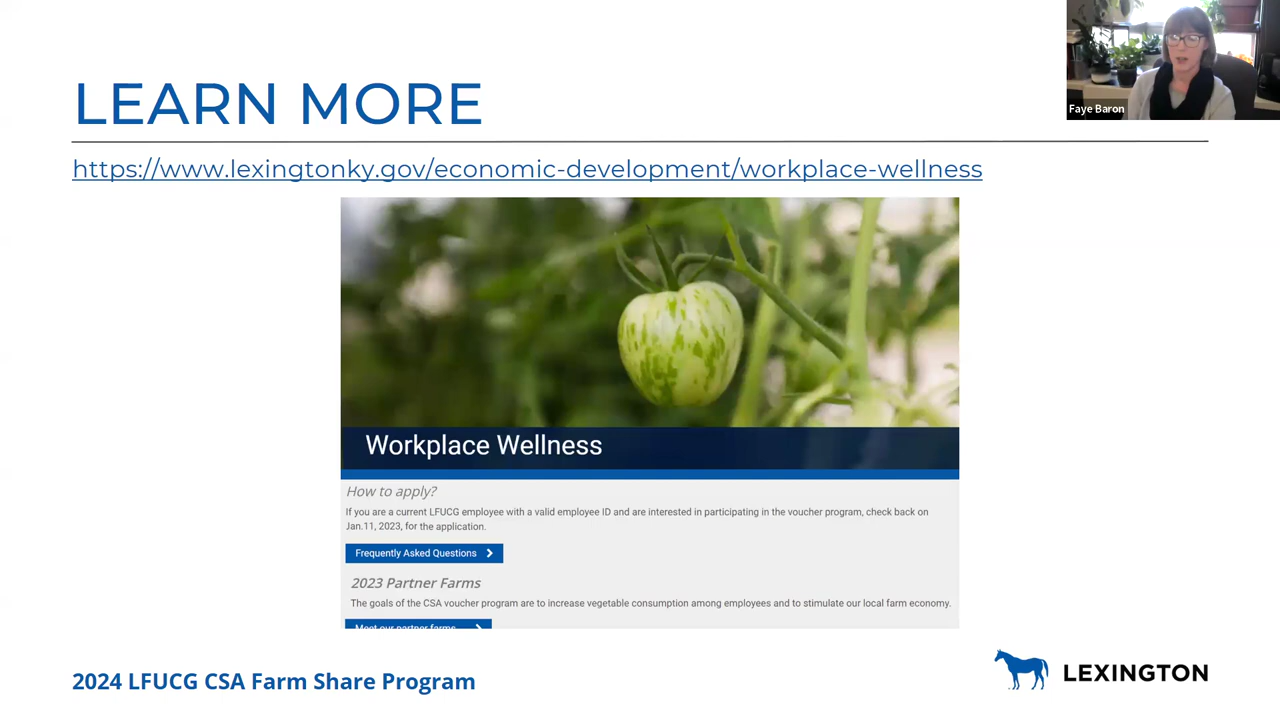 Faye Baron
LEARN MORE
https://www.lexingtonky.gov/economic-development/workplace-wellness
Workplace Wellness
How to apply?
If you are a current LFUCG employee with a valid employee ID and are interested in participating in the voucher program, check back on
Jan.11, 2023, for the application.
Frequently Asked Questions
2023 Partner Farms
The goals of the CSA voucher program are to increase vegetable consumption among employees and to stimulate our local farm economy.
Meet our partner farms
2024 LFUCG CSA Farm Share Program
LEXINGTON